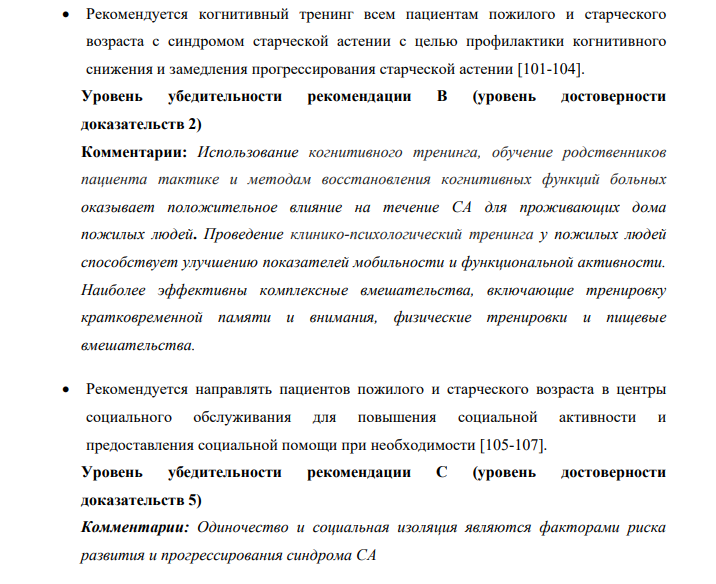 • Рекомендуется когнитивный тренинг всем пациентам пожилого и старческого
возраста с синдромом старческой астении с целью профилактики когнитивного
снижения и замедления прогрессирования старческой астении [101-104].
Уровень убедительности рекомендации В (уровень достоверности
доказательств 2)
Комментарии: Использование когнитивного тренинга, обучение родственников
пациента тактике и методам восстановления когнитивных функций больных
оказывает положительное влияние на течение СА для проживающих дома
пожилых людей. Проведение клинико-психологический тренинга у пожилых людей
способствует улучшению показателей мобильности и функциональной активности.
Наиболее эффективны комплексные вмешательства, включающие тренировку
кратковременной памяти и внимания, физические тренировки и пищевые
вмешательства.
• Рекомендуется направлять пациентов пожилого и старческого возраста в центры
социального обслуживания для повышения социальной активности и
предоставления социальной помощи при необходимости [105-107].
Уровень убедительности рекомендации С (уровень достоверности
доказательств 5)
Комментарии: Одиночество и социальная изоляция являются факторами риска
развития и прогрессирования синдрома СА